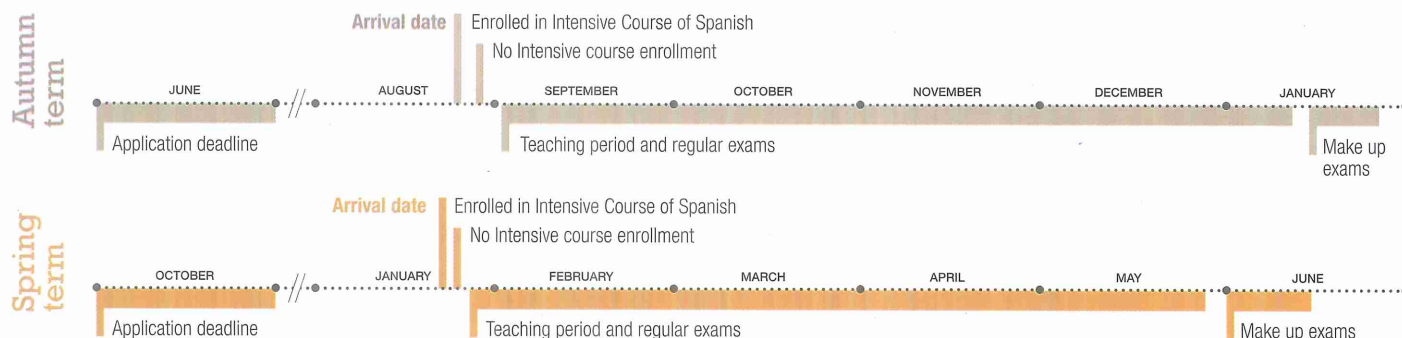 Autumn
term
Arrival date Enrolled in Intensive Course of Spanish
No Intensive course enrollment
JUNE // AUGUST SEPTEMBER OCTOBER NOVEMBER DECEMBER JANUARY
Application deadline Teaching period and regular exams Make up
exams
Spring
term
Arrival date Enrolled in Intensive Course of Spanish
No Intensive course enrollment
OCTOBER // JANUARY FEBRUARY MARCH APRIL MAY JUNE
Application deadline Teaching period and regular exams Make up exams